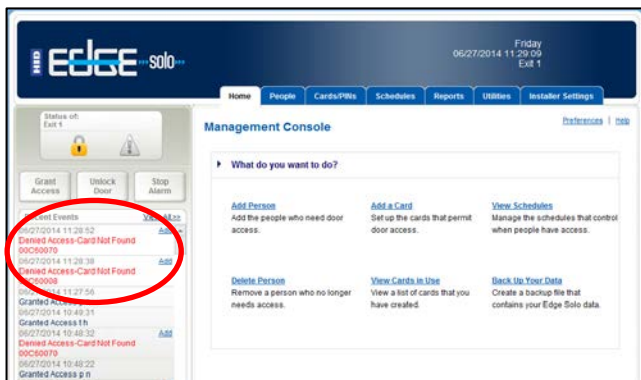 HID EDGE solo
Friday
06/27/2014 11:29:09
Exit 1
Home People Cards/PINs Schedules Reports Utilities Installer Settings
Status of:
Exit 1
Grant Access
Unlock Door
Stop Alarm
Recent Events View All>>
06/27/2014 11:28:52 Add
Denied Access-Card Not Found
00C60070
06/27/2014 11:28:38 Add
Denied Access-Card Not Found
00C60008
06/27/2014 11:27:56
Granted Access p
06/27/2014 10:49:31
Granted Access t h
06/27/2014 10:48:32 Add
Denied Access-Card Not Found
00C60070
06/27/2014 10:48:22
Granted Access p n
Management Console
Preferences | Help
What do you want to do?
Add Person
Add the people who need door
access.
Add a Card
Set up the cards that permit
door access.
View Schedules
Manage the schedules that control
when people have access.
Delete Person
Remove a person who no longer
needs access.
View Cards in Use
View a list of cards that you
have created.
Back Up Your Data
Create a backup file that
contains your Edge Solo data.